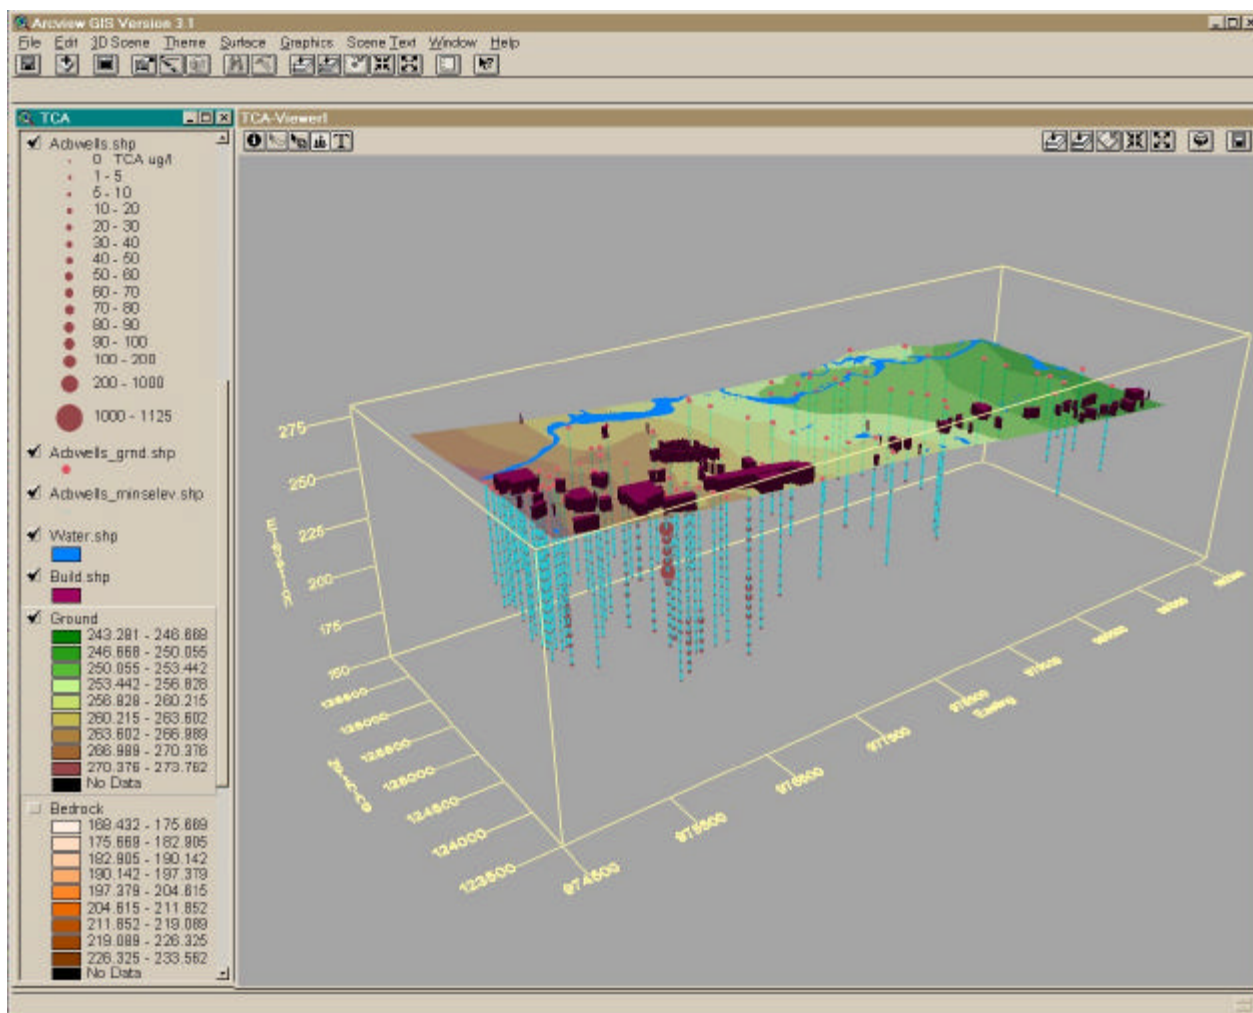 Arcview GIS Version 3.1
File Edit 3D Scene Theme Surface Graphics Scene Text Window Help
TCA
Acbwells.shp
0 TCA ug/l
1 - 5
5 - 10
10 - 20
20 - 30
30 - 40
40 - 50
50 - 60
60 - 70
70 - 80
80 - 90
90 - 100
100 - 200
200 - 1000
1000 - 1125
Acbwells_grnd.shp
Acbwells_minselev.shp
Water.shp
Build.shp
Ground
243.281 - 246.668
246.668 - 250.055
250.055 - 253.442
253.442 - 256.828
256.828 - 260.215
260.215 - 263.602
263.602 - 266.989
266.989 - 270.376
270.376 - 273.762
No Data
Bedrock
168.432 - 175.669
175.669 - 182.905
182.905 - 190.142
190.142 - 197.379
197.379 - 204.615
204.615 - 211.852
211.852 - 219.089
219.089 - 226.325
226.325 - 233.562
No Data
TCA-Viewer1
T
275
250
225
200
175
150
125000
124500
124000
123500
974500
975500
976500
977500
978500
Easting